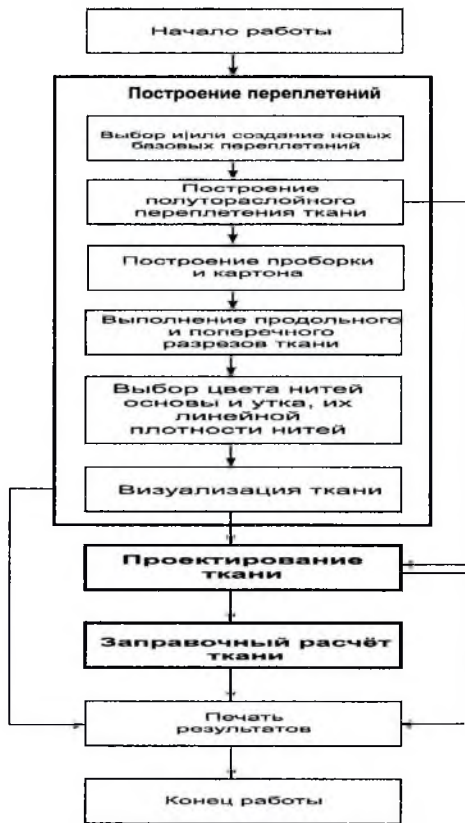 Начало работы
Построение переплетений
Выбор и|или создание новых
базовых переплетений
Построение
полутораслойного
переплетения ткани
Построение проборки
и картона
Выполнение продольного
и поперечного
разрезов ткани
Выбор цвета нитей
основы и утка, их
линейной
плотности нитей
Визуализация ткани
Проектирование
ткани
Заправочный расчёт
ткани
Печать
результатов
Конец работы